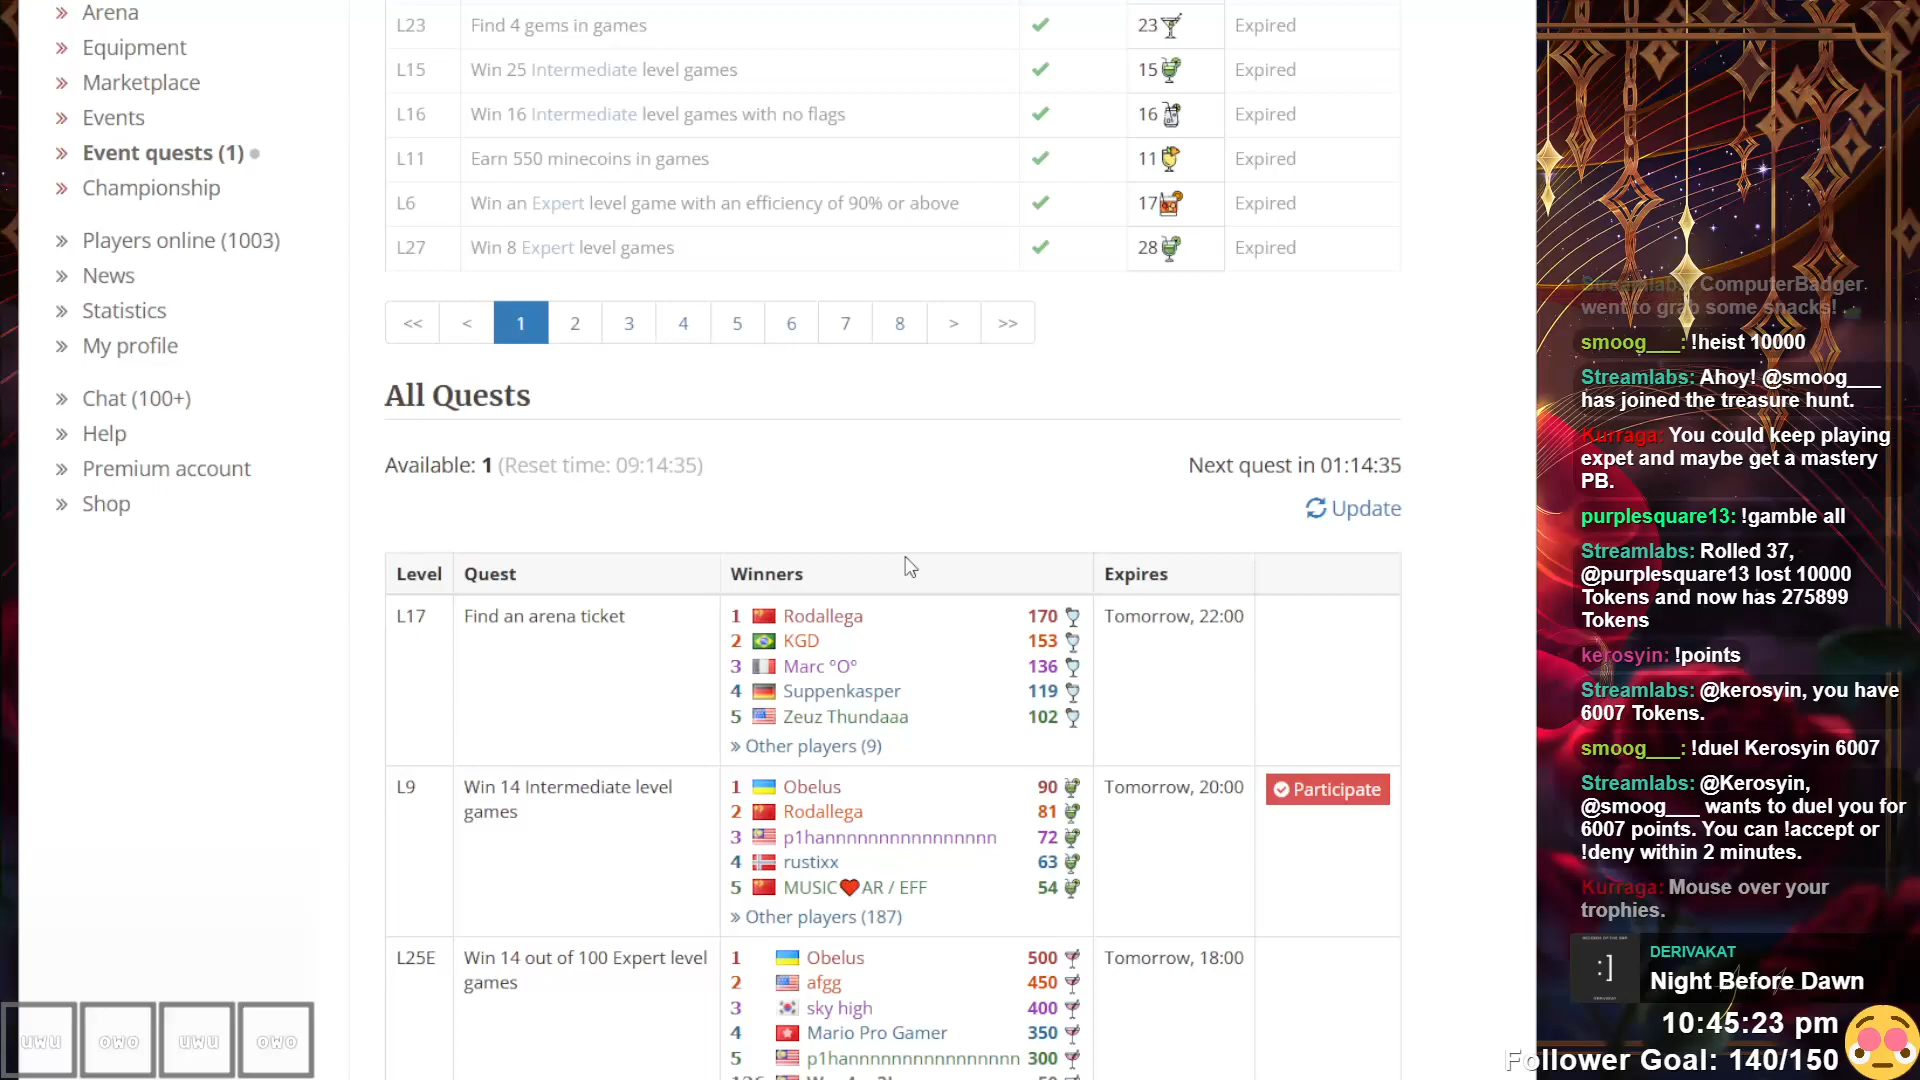 Arena
Equipment
Marketplace
Events
Event quests (1)
Championship
Players online (1003)
News
Statistics
My profile
Chat (100+)
Help
Premium account
Shop
L23 Find 4 gems in games 23 Expired
L15 Win 25 Intermediate level games 15 Expired
L16 Win 16 Intermediate level games with no flags 16 Expired
L11 Earn 550 minecoins in games 11 Expired
L6 Win an Expert level game with an efficiency of 90% or above 17 Expired
L27 Win 8 Expert level games 28 Expired
<< < 1 2 3 4 5 6 7 8 > >>
All Quests
Available: 1 (Reset time: 09:14:35) Next quest in 01:14:35
Update
Level Quest Winners Expires
L17 Find an arena ticket 1 Rodallega 170 Tomorrow, 22:00
2 KGD 153
3 Marc °O° 136
4 Suppenkasper 119
5 Zeuz Thundaaa 102
» Other players (9)
L9 Win 14 Intermediate level 1 Obelus 90 Tomorrow, 20:00 Participate
games 2 Rodallega 81
3 p1hannnnnnnnnnnnnnnn 72
4 rustixx 63
5 MUSIC❤AR / EFF 54
» Other players (187)
L25E Win 14 out of 100 Expert level 1 Obelus 500 Tomorrow, 18:00
games 2 afgg 450
3 sky high 400
4 Mario Pro Gamer 350
5 p1hannnnnnnnnnnnnnnn 300
Streamlabs: ComputerBadger
went to grab some snacks!
smoog___: !heist 10000
Streamlabs: Ahoy! @smoog___
has joined the treasure hunt.
Kurraga: You could keep playing
expet and maybe get a mastery
PB.
purplesquare13: !gamble all
Streamlabs: Rolled 37,
@purplesquare13 lost 10000
Tokens and now has 275899
Tokens
kerosyin: !points
Streamlabs: @kerosyin, you have
6007 Tokens.
smoog___: !duel Kerosyin 6007
Streamlabs: @Kerosyin,
@smoog___ wants to duel you for
6007 points. You can !accept or
!deny within 2 minutes.
Kurraga: Mouse over your
trophies.
:]
DERIVAKAT
Night Before Dawn
10:45:23 pm
Follower Goal: 140/150
UWU OWO UWU OWO